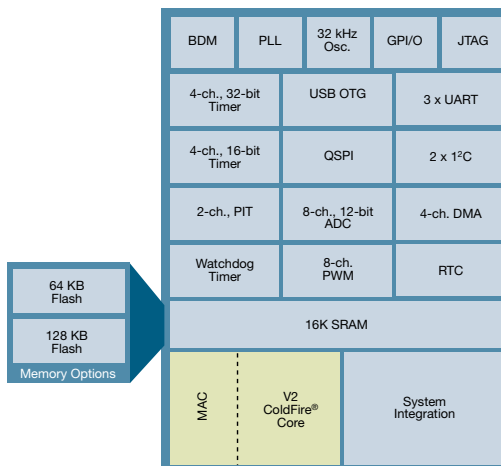 BDM
PLL
32 kHz
Osc.
GPI/O
JTAG
4-ch., 32-bit
Timer
USB OTG
3 x UART
4-ch., 16-bit
Timer
QSPI
2 x 1²C
2-ch., PIT
8-ch., 12-bit
ADC
4-ch. DMA
Watchdog
Timer
8-ch.
PWM
RTC
64 KB
Flash
128 KB
Flash
Memory Options
16K SRAM
MAC
V2
ColdFire®
Core
System
Integration